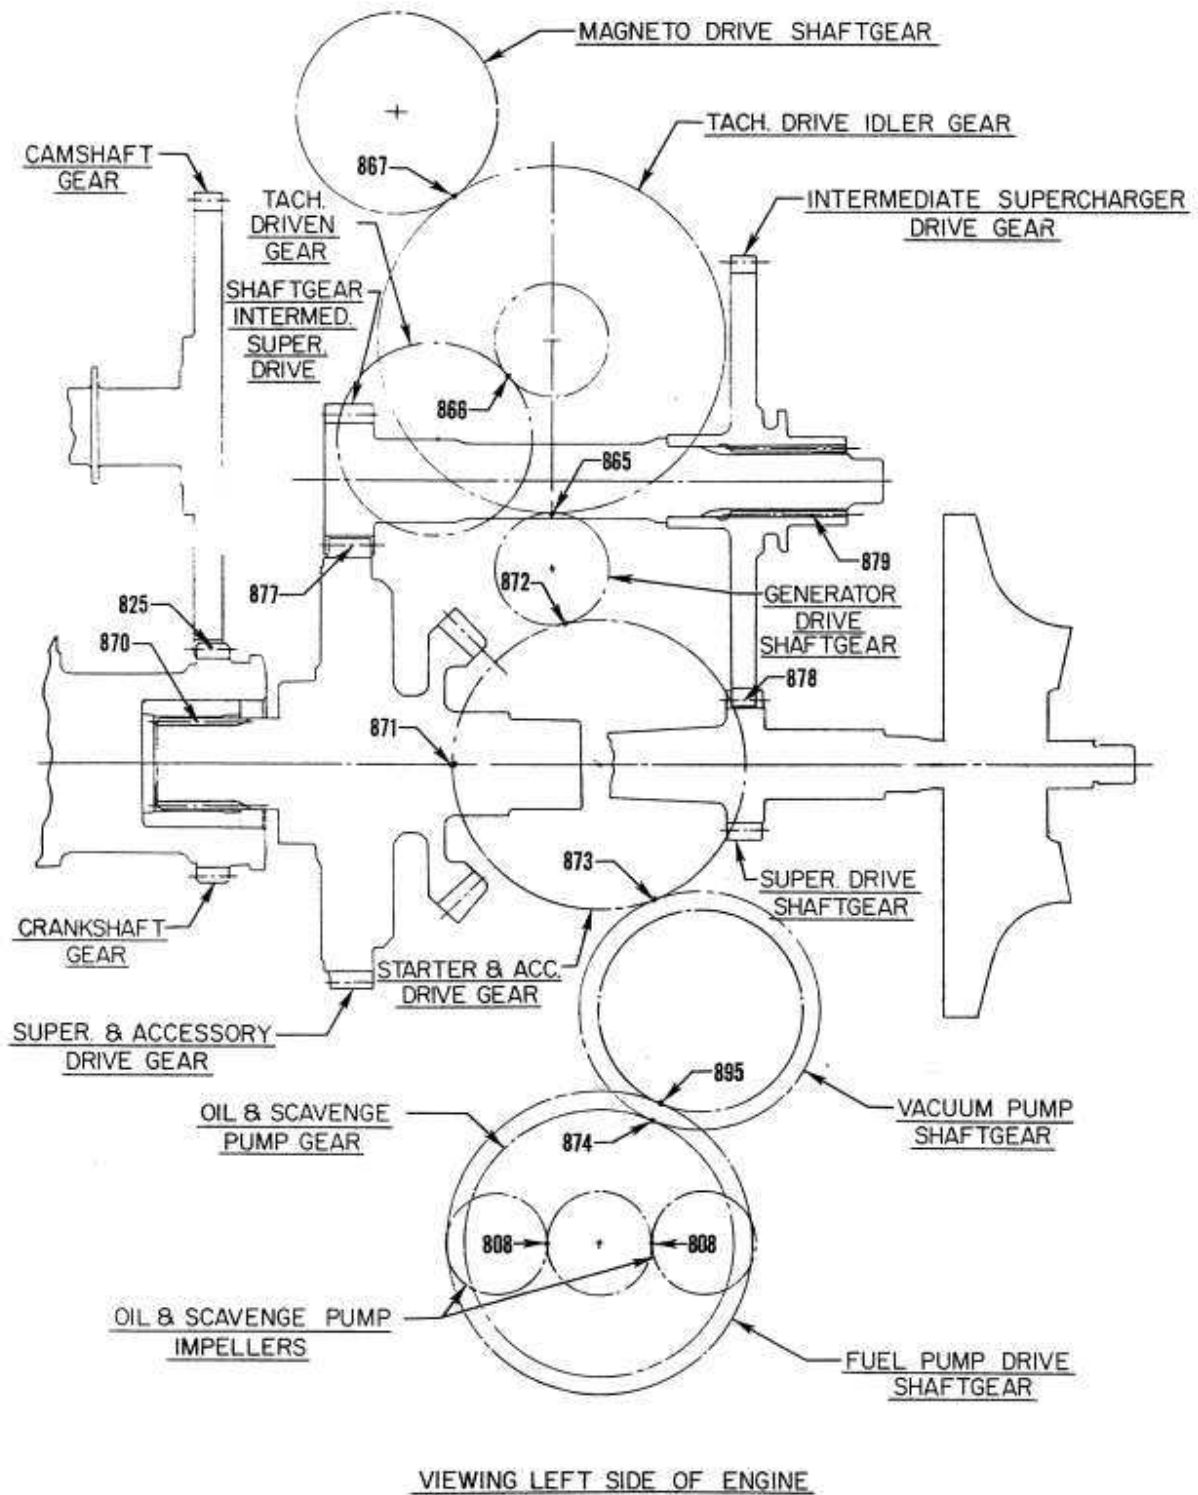 MAGNETO DRIVE SHAFTGEAR
TACH. DRIVE IDLER GEAR
CAMSHAFT
GEAR
867
TACH.
DRIVEN
GEAR
INTERMEDIATE SUPERCHARGER
DRIVE GEAR
SHAFTGEAR
INTERMED.
SUPER.
DRIVE
866
865
879
877
872
GENERATOR
DRIVE
SHAFTGEAR
825
870
878
871
873
SUPER. DRIVE
SHAFTGEAR
CRANKSHAFT
GEAR
STARTER & ACC.
DRIVE GEAR
SUPER. & ACCESSORY
DRIVE GEAR
895
OIL & SCAVENGE
PUMP GEAR
VACUUM PUMP
SHAFTGEAR
874
808
808
OIL & SCAVENGE PUMP
IMPELLERS
FUEL PUMP DRIVE
SHAFTGEAR
VIEWING LEFT SIDE OF ENGINE